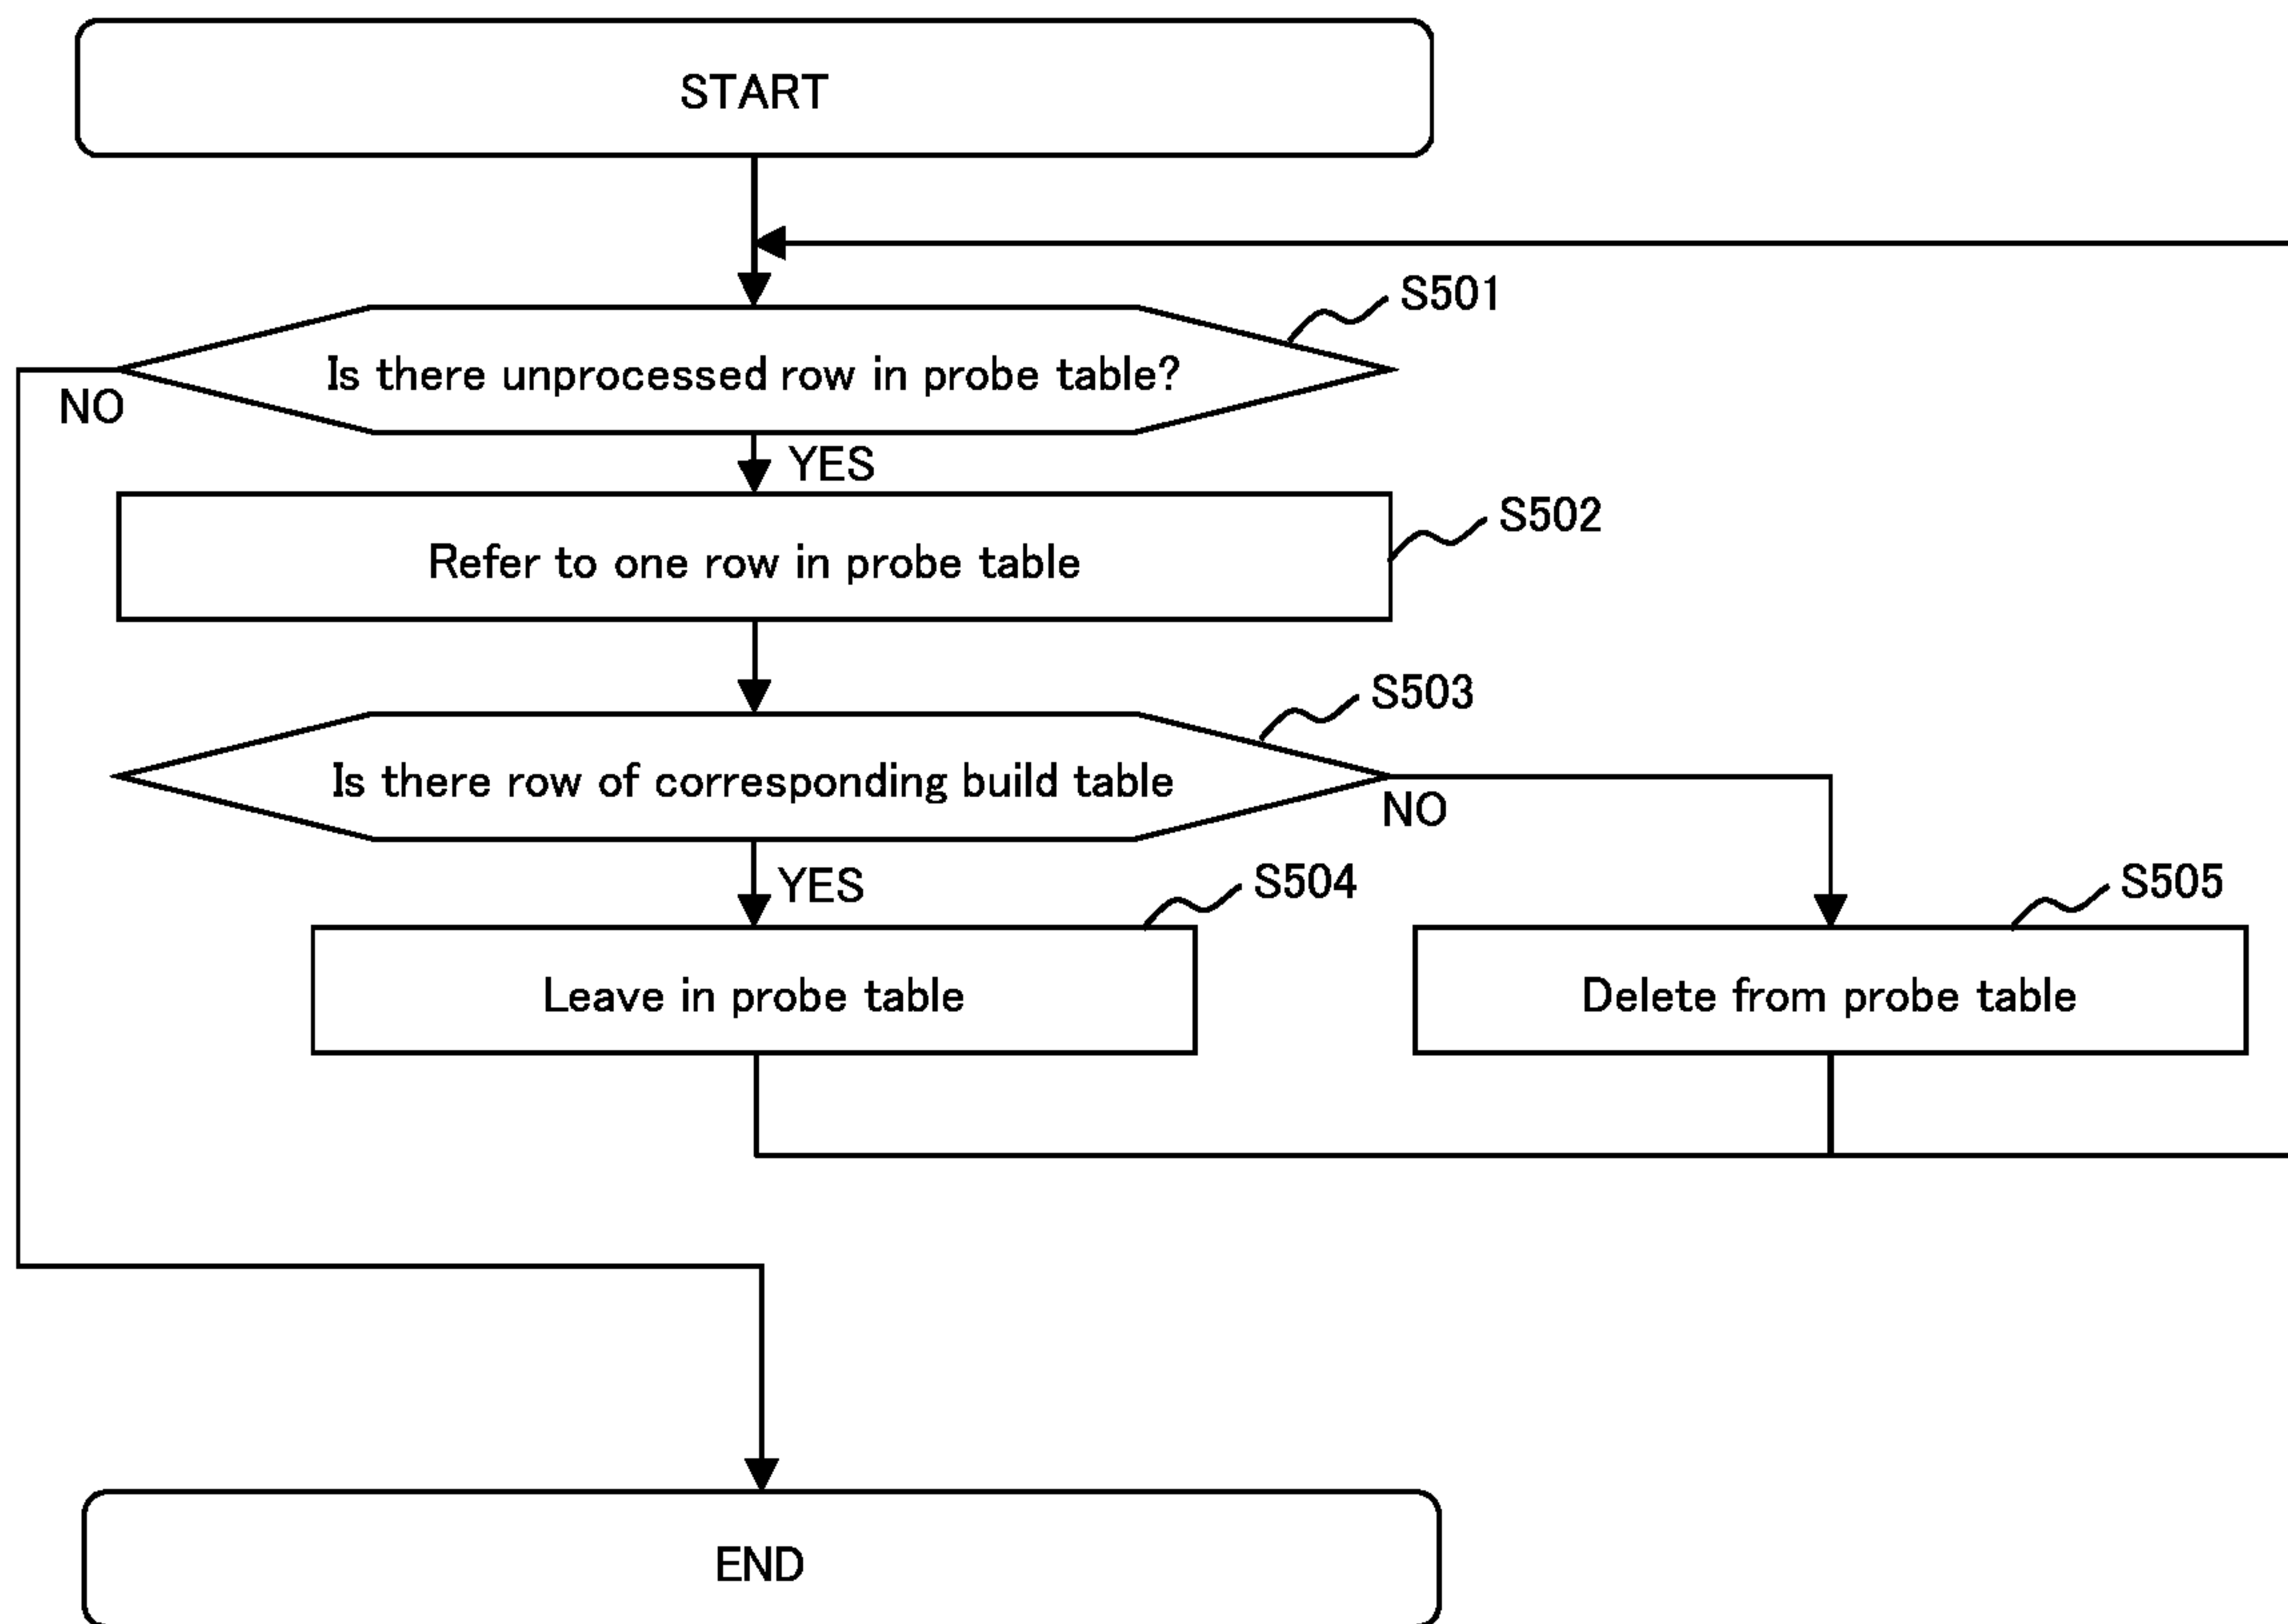 START
S501
Is there unprocessed row in probe table?
NO
YES
S502
Refer to one row in probe table
S503
Is there row of corresponding build table
NO
YES
S504
S505
Leave in probe table
Delete from probe table
END